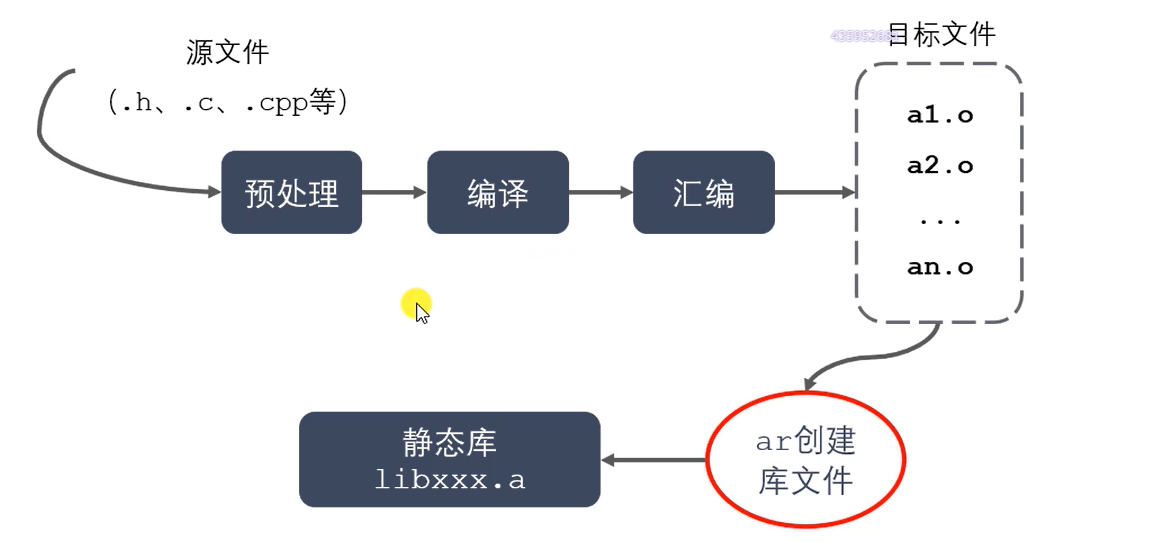 源文件
（.h、.c、.cpp等）
目标文件
预处理
编译
汇编
a1.o
a2.o
...
an.o
ar创建
库文件
静态库
libxxx.a